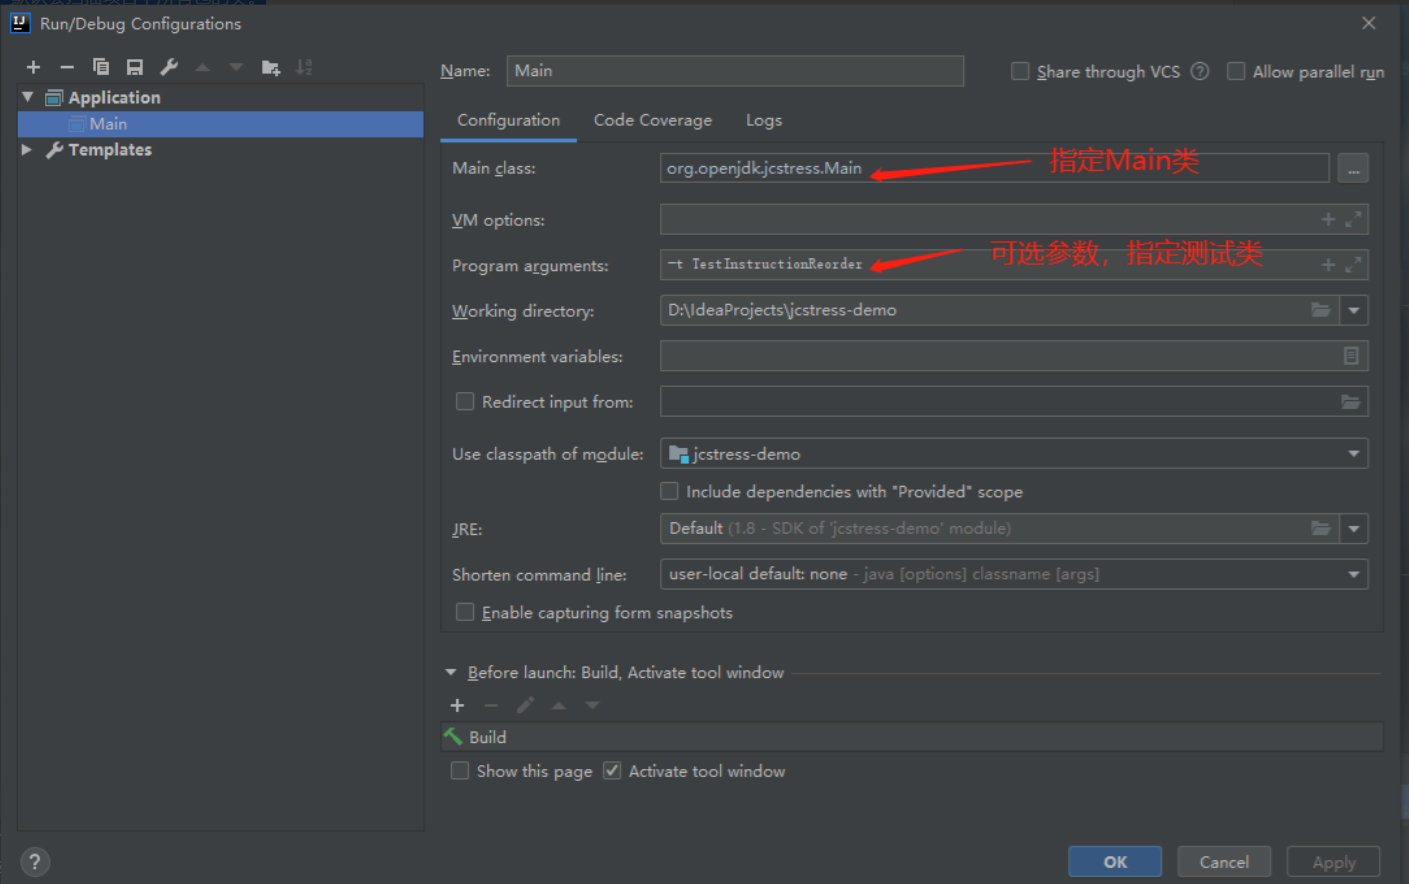 Run/Debug Configurations
Name: Main
Share through VCS
Allow parallel run
Application
Main
Templates
Configuration
Code Coverage
Logs
Main class: org.openjdk.jcstress.Main
...
指定Main类
VM options:
可选参数，指定测试类
Program arguments: -t TestInstructionReorder
Working directory: D:\IdeaProjects\jcstress-demo
Environment variables:
Redirect input from:
Use classpath of module: jcstress-demo
Include dependencies with "Provided" scope
JRE: Default (1.8 - SDK of 'jcstress-demo' module)
Shorten command line: user-local default: none - java [options] classname [args]
Enable capturing form snapshots
Before launch: Build, Activate tool window
Build
Show this page
Activate tool window
?
OK
Cancel
Apply